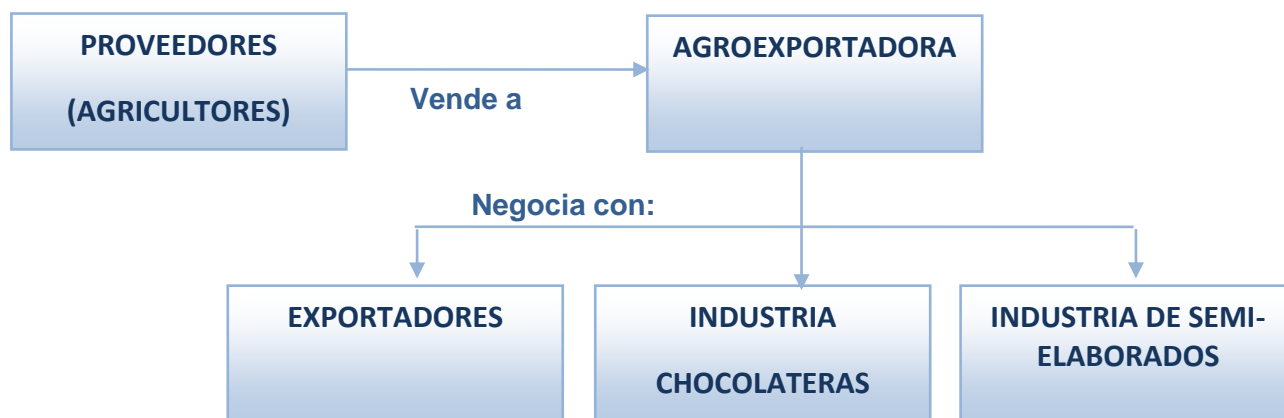 PROVEEDORES
(AGRICULTORES)
Vende a
AGROEXPORTADORA
Negocia con:
EXPORTADORES
INDUSTRIA
CHOCOLATERAS
INDUSTRIA DE SEMI-
ELABORADOS